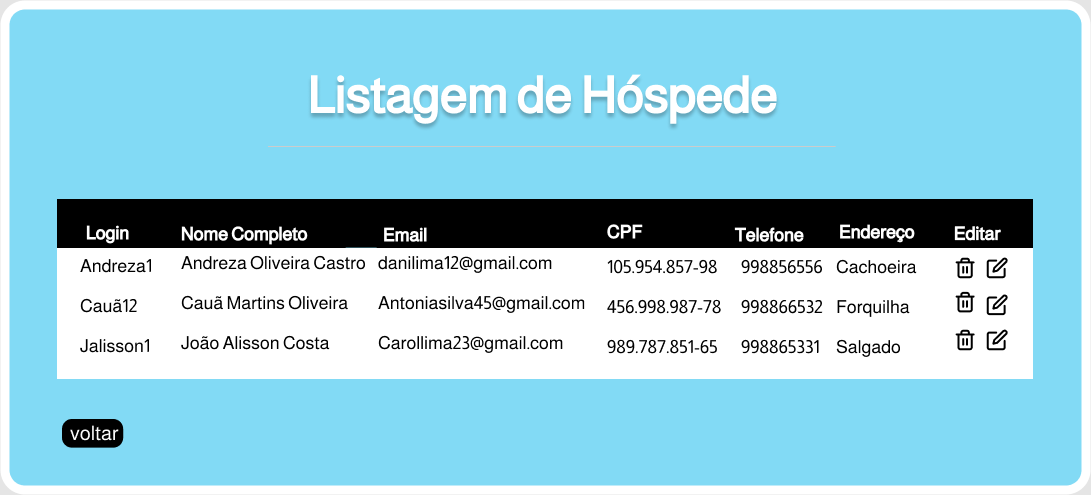 Listagem de Hóspede
Login Nome Completo Email CPF Telefone Endereço Editar
Andreza1 Andreza Oliveira Castro danilima12@gmail.com 105.954.857-98 998856556 Cachoeira
Cauã12 Cauã Martins Oliveira Antoniasilva45@gmail.com 456.998.987-78 998866532 Forquilha
Jalisson1 João Alisson Costa Carollima23@gmail.com 989.787.851-65 998865331 Salgado
voltar